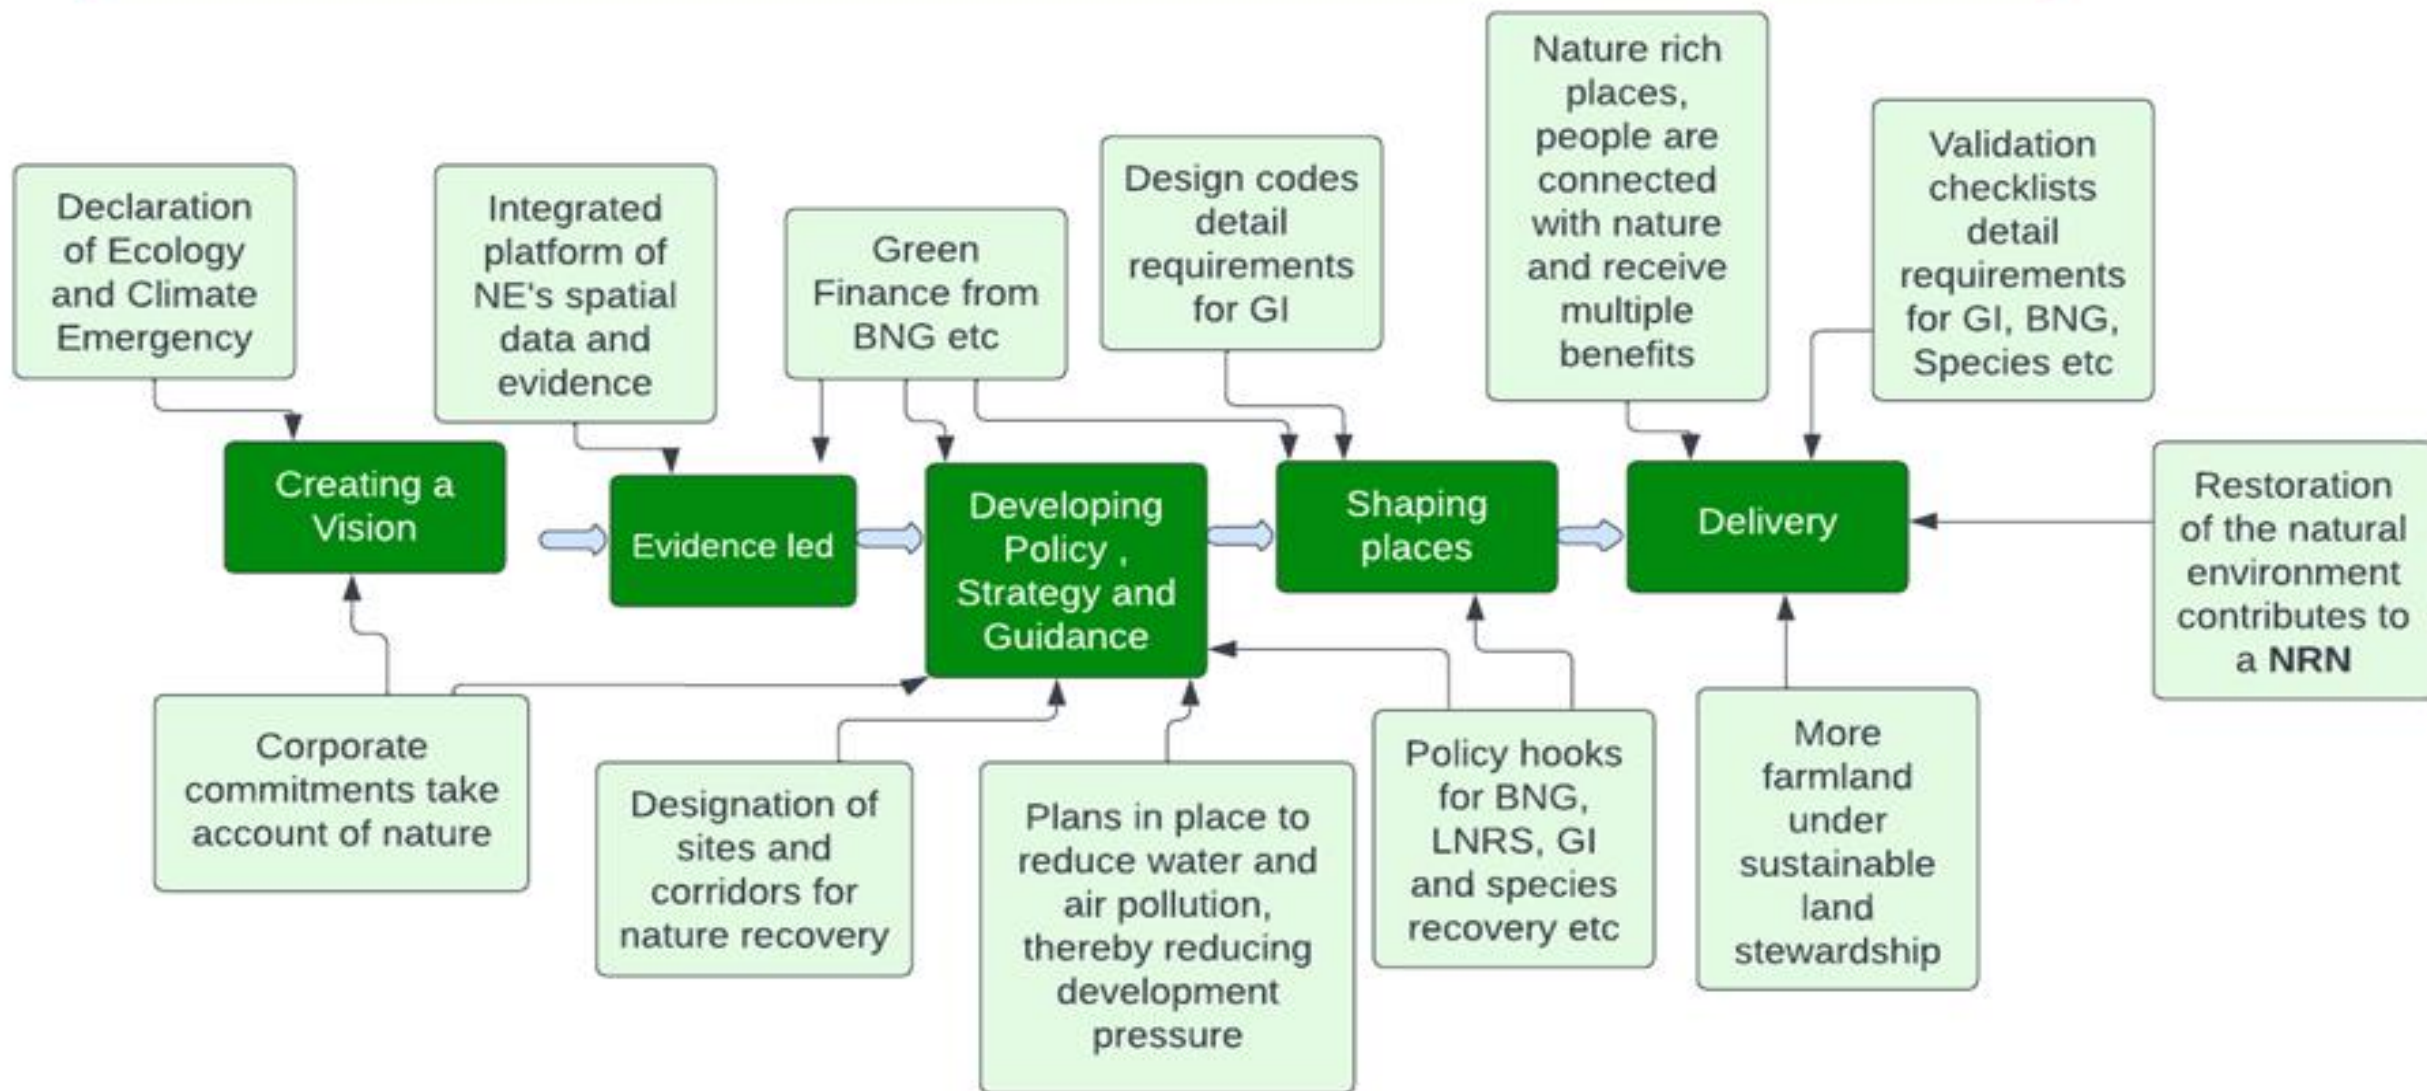 Declaration
of Ecology
and Climate
Emergency
Integrated
platform of
NE's spatial
data and
evidence
Green
Finance from
BNG etc
Design codes
detail
requirements
for GI
Nature rich
places,
people are
connected
with nature
and receive
multiple
benefits
Validation
checklists
detail
requirements
for GI, BNG,
Species etc
Creating a
Vision
Evidence led
Developing
Policy ,
Strategy and
Guidance
Shaping
places
Delivery
Restoration
of the natural
environment
contributes to
a NRN
Corporate
commitments take
account of nature
Designation of
sites and
corridors for
nature recovery
Plans in place to
reduce water and
air pollution,
thereby reducing
development
pressure
Policy hooks
for BNG,
LNRS, GI
and species
recovery etc
More
farmland
under
sustainable
land
stewardship